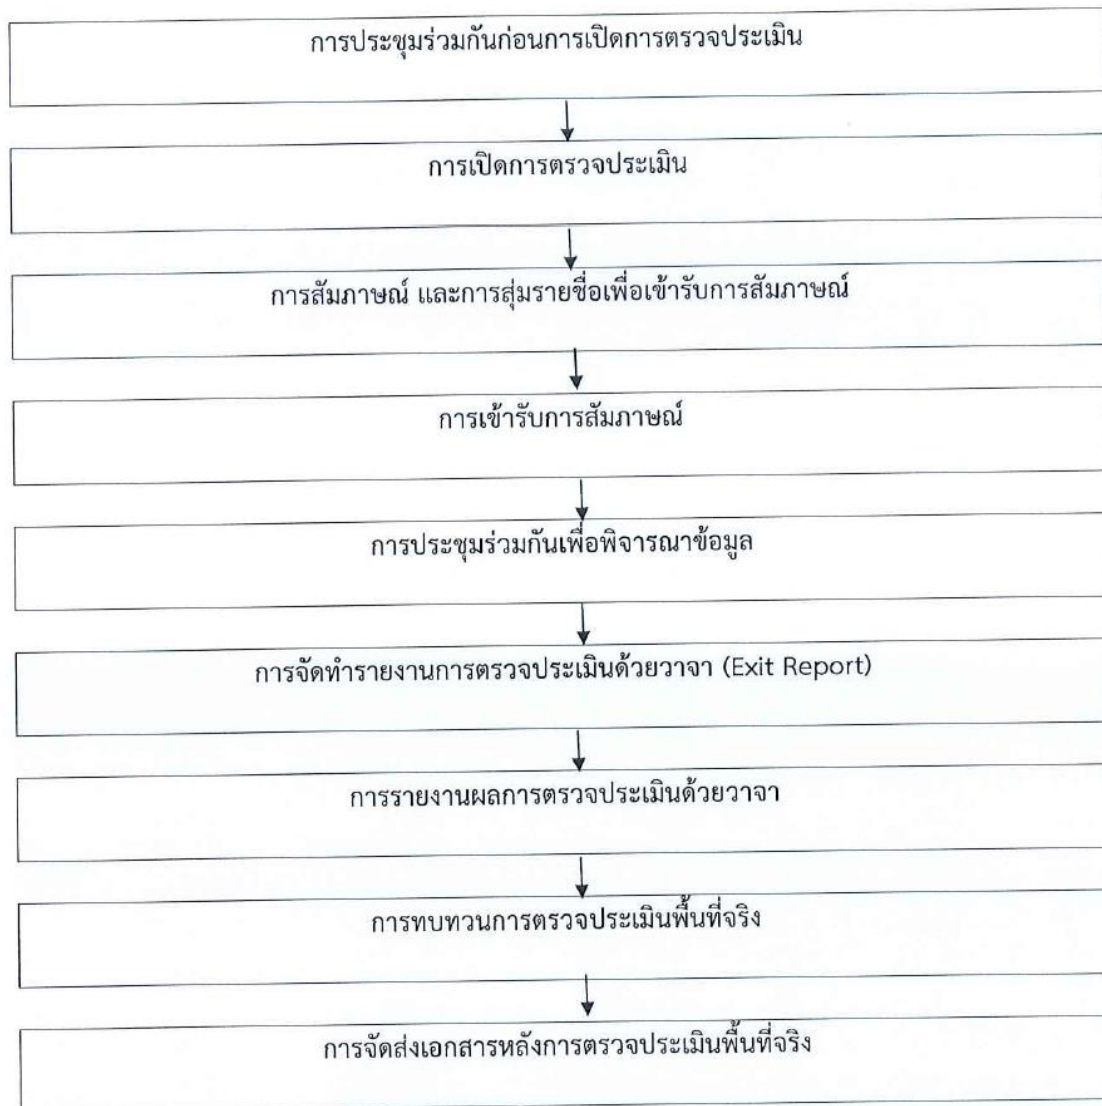 การประชุมร่วมกันก่อนการเปิดการตรวจประเมิน
การเปิดการตรวจประเมิน
การสัมภาษณ์ และการสุ่มรายชื่อเพื่อเข้ารับการสัมภาษณ์
การเข้ารับการสัมภาษณ์
การประชุมร่วมกันเพื่อพิจารณาข้อมูล
การจัดทำรายงานการตรวจประเมินด้วยวาจา (Exit Report)
การรายงานผลการตรวจประเมินด้วยวาจา
การทบทวนการตรวจประเมินพื้นที่จริง
การจัดส่งเอกสารหลังการตรวจประเมินพื้นที่จริง